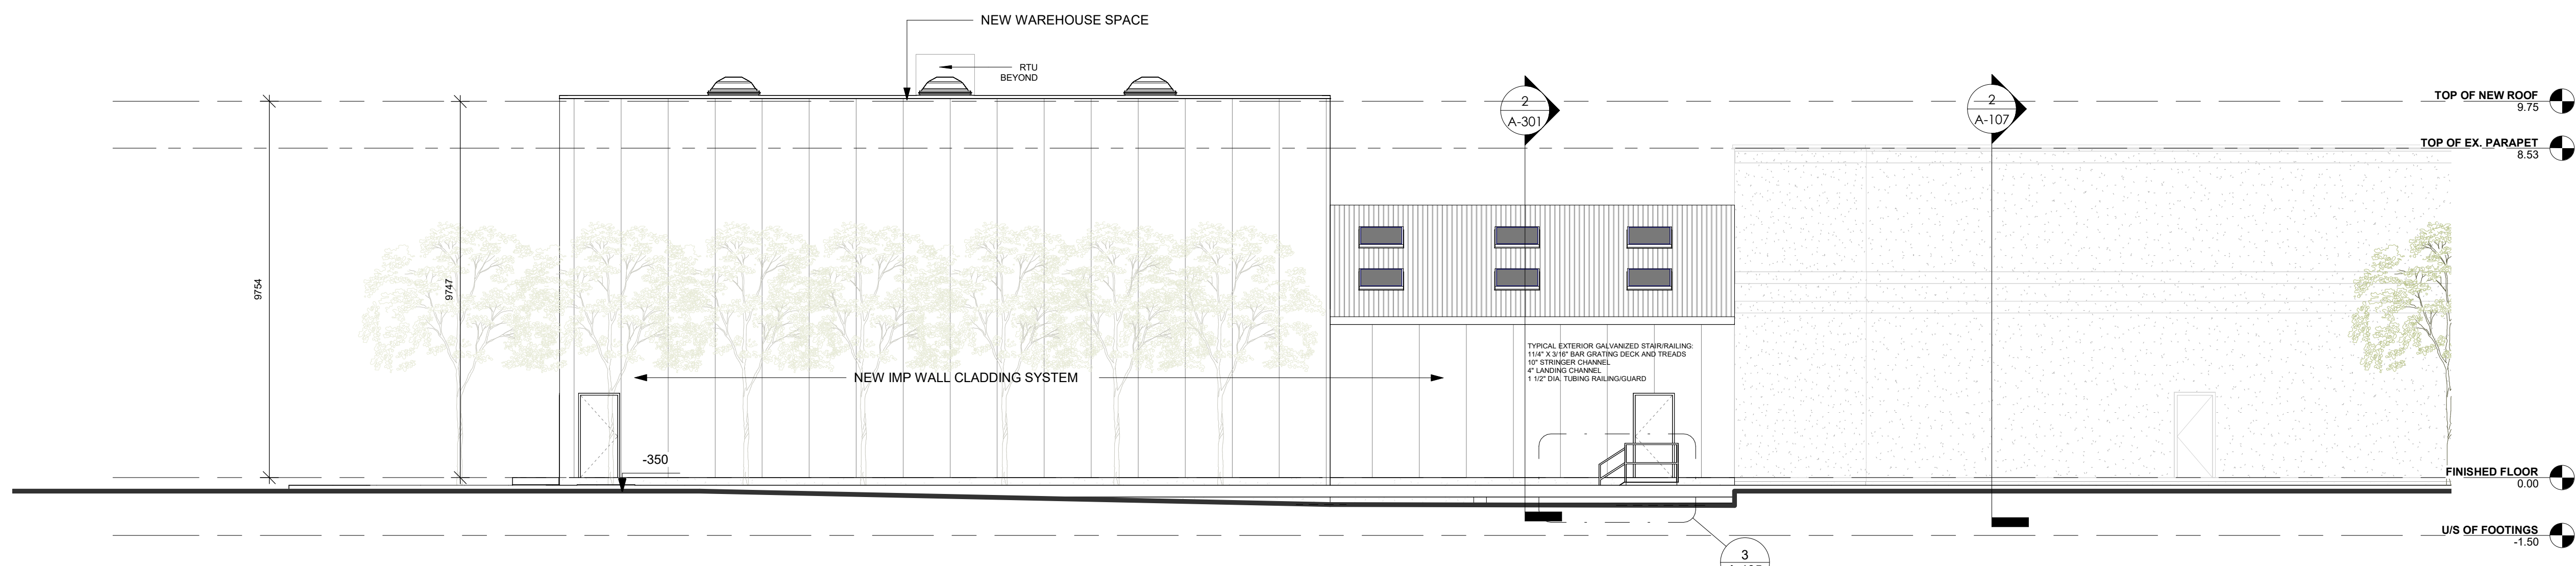 NEW WAREHOUSE SPACE
RTU
BEYOND
2
A-301
2
A-107
TOP OF NEW ROOF
9.75
TOP OF EX. PARAPET
8.53
9754
9747
TYPICAL EXTERIOR GALVANIZED STAIR/RAILING:
11/4" X 3/16" BAR GRATING DECK AND TREADS
10" STRINGER CHANNEL
4" LANDING CHANNEL
1 1/2" DIA. TUBING RAILING/GUARD
NEW IMP WALL CLADDING SYSTEM
-350
FINISHED FLOOR
0.00
U/S OF FOOTINGS
-1.50
3